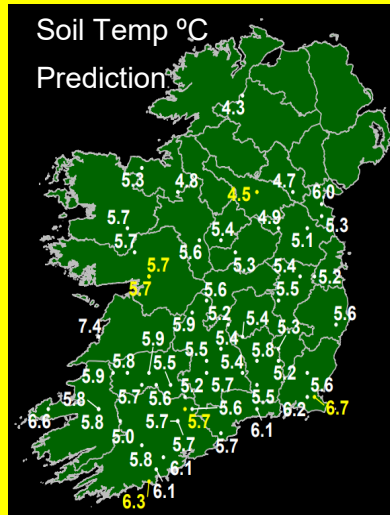 Soil Temp ºC
Prediction
4.3
5.3 4.8 4.5 4.7 6.0
5.7 5.4 4.9 5.1 5.3
5.7 5.6
5.7 5.3 5.4 5.2
5.7 5.6 5.5
7.4 5.9 5.2 5.4 5.6
5.9 5.5 5.4 5.8 5.3
5.9 5.8 5.5 5.4 5.2
5.7 5.6 5.2 5.7 5.5 5.6
5.8 6.2 6.7
6.6 5.8 5.7 5.7 5.6 6.1
5.0 5.7 5.7
5.8 6.1
6.3 6.1